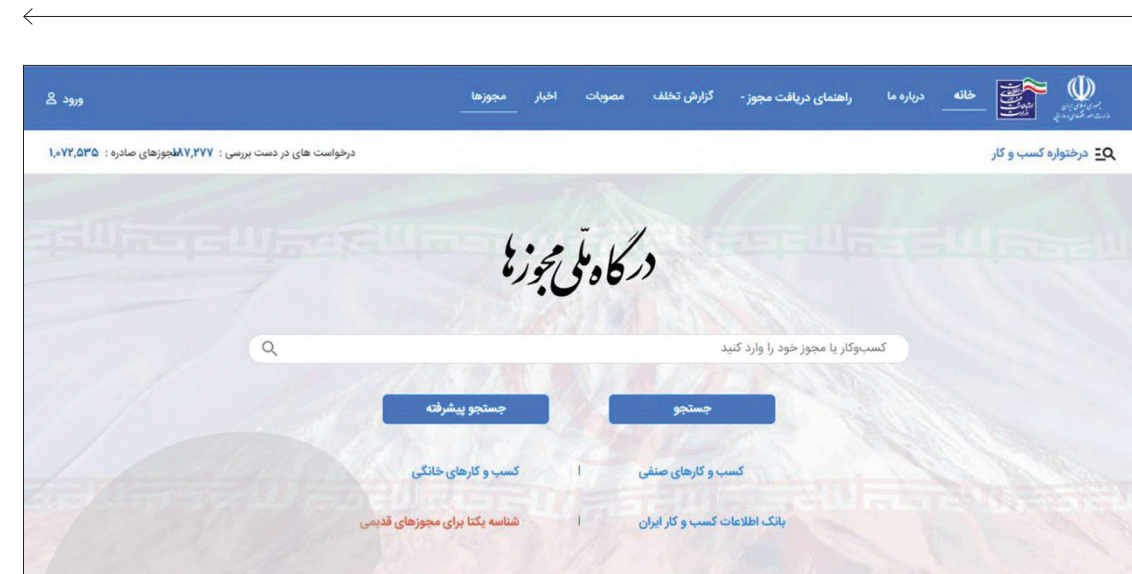 خانه درباره ما راهنمای دریافت مجوز - گزارش تخلف مصوبات اخبار مجوزها ورود
درختواره کسب و کار درخواست های در دست بررسی : ۱۸۷,۲۷۷ مجوزهای صادره : ۱,۰۷۲,۵۳۵
درگاه ملّی مجوزها
کسب‌وکار یا مجوز خود را وارد کنید
جستجو جستجو پیشرفته
کسب و کارهای صنفی | کسب و کارهای خانگی
بانک اطلاعات کسب و کار ایران | شناسه یکتا برای مجوزهای قدیمی